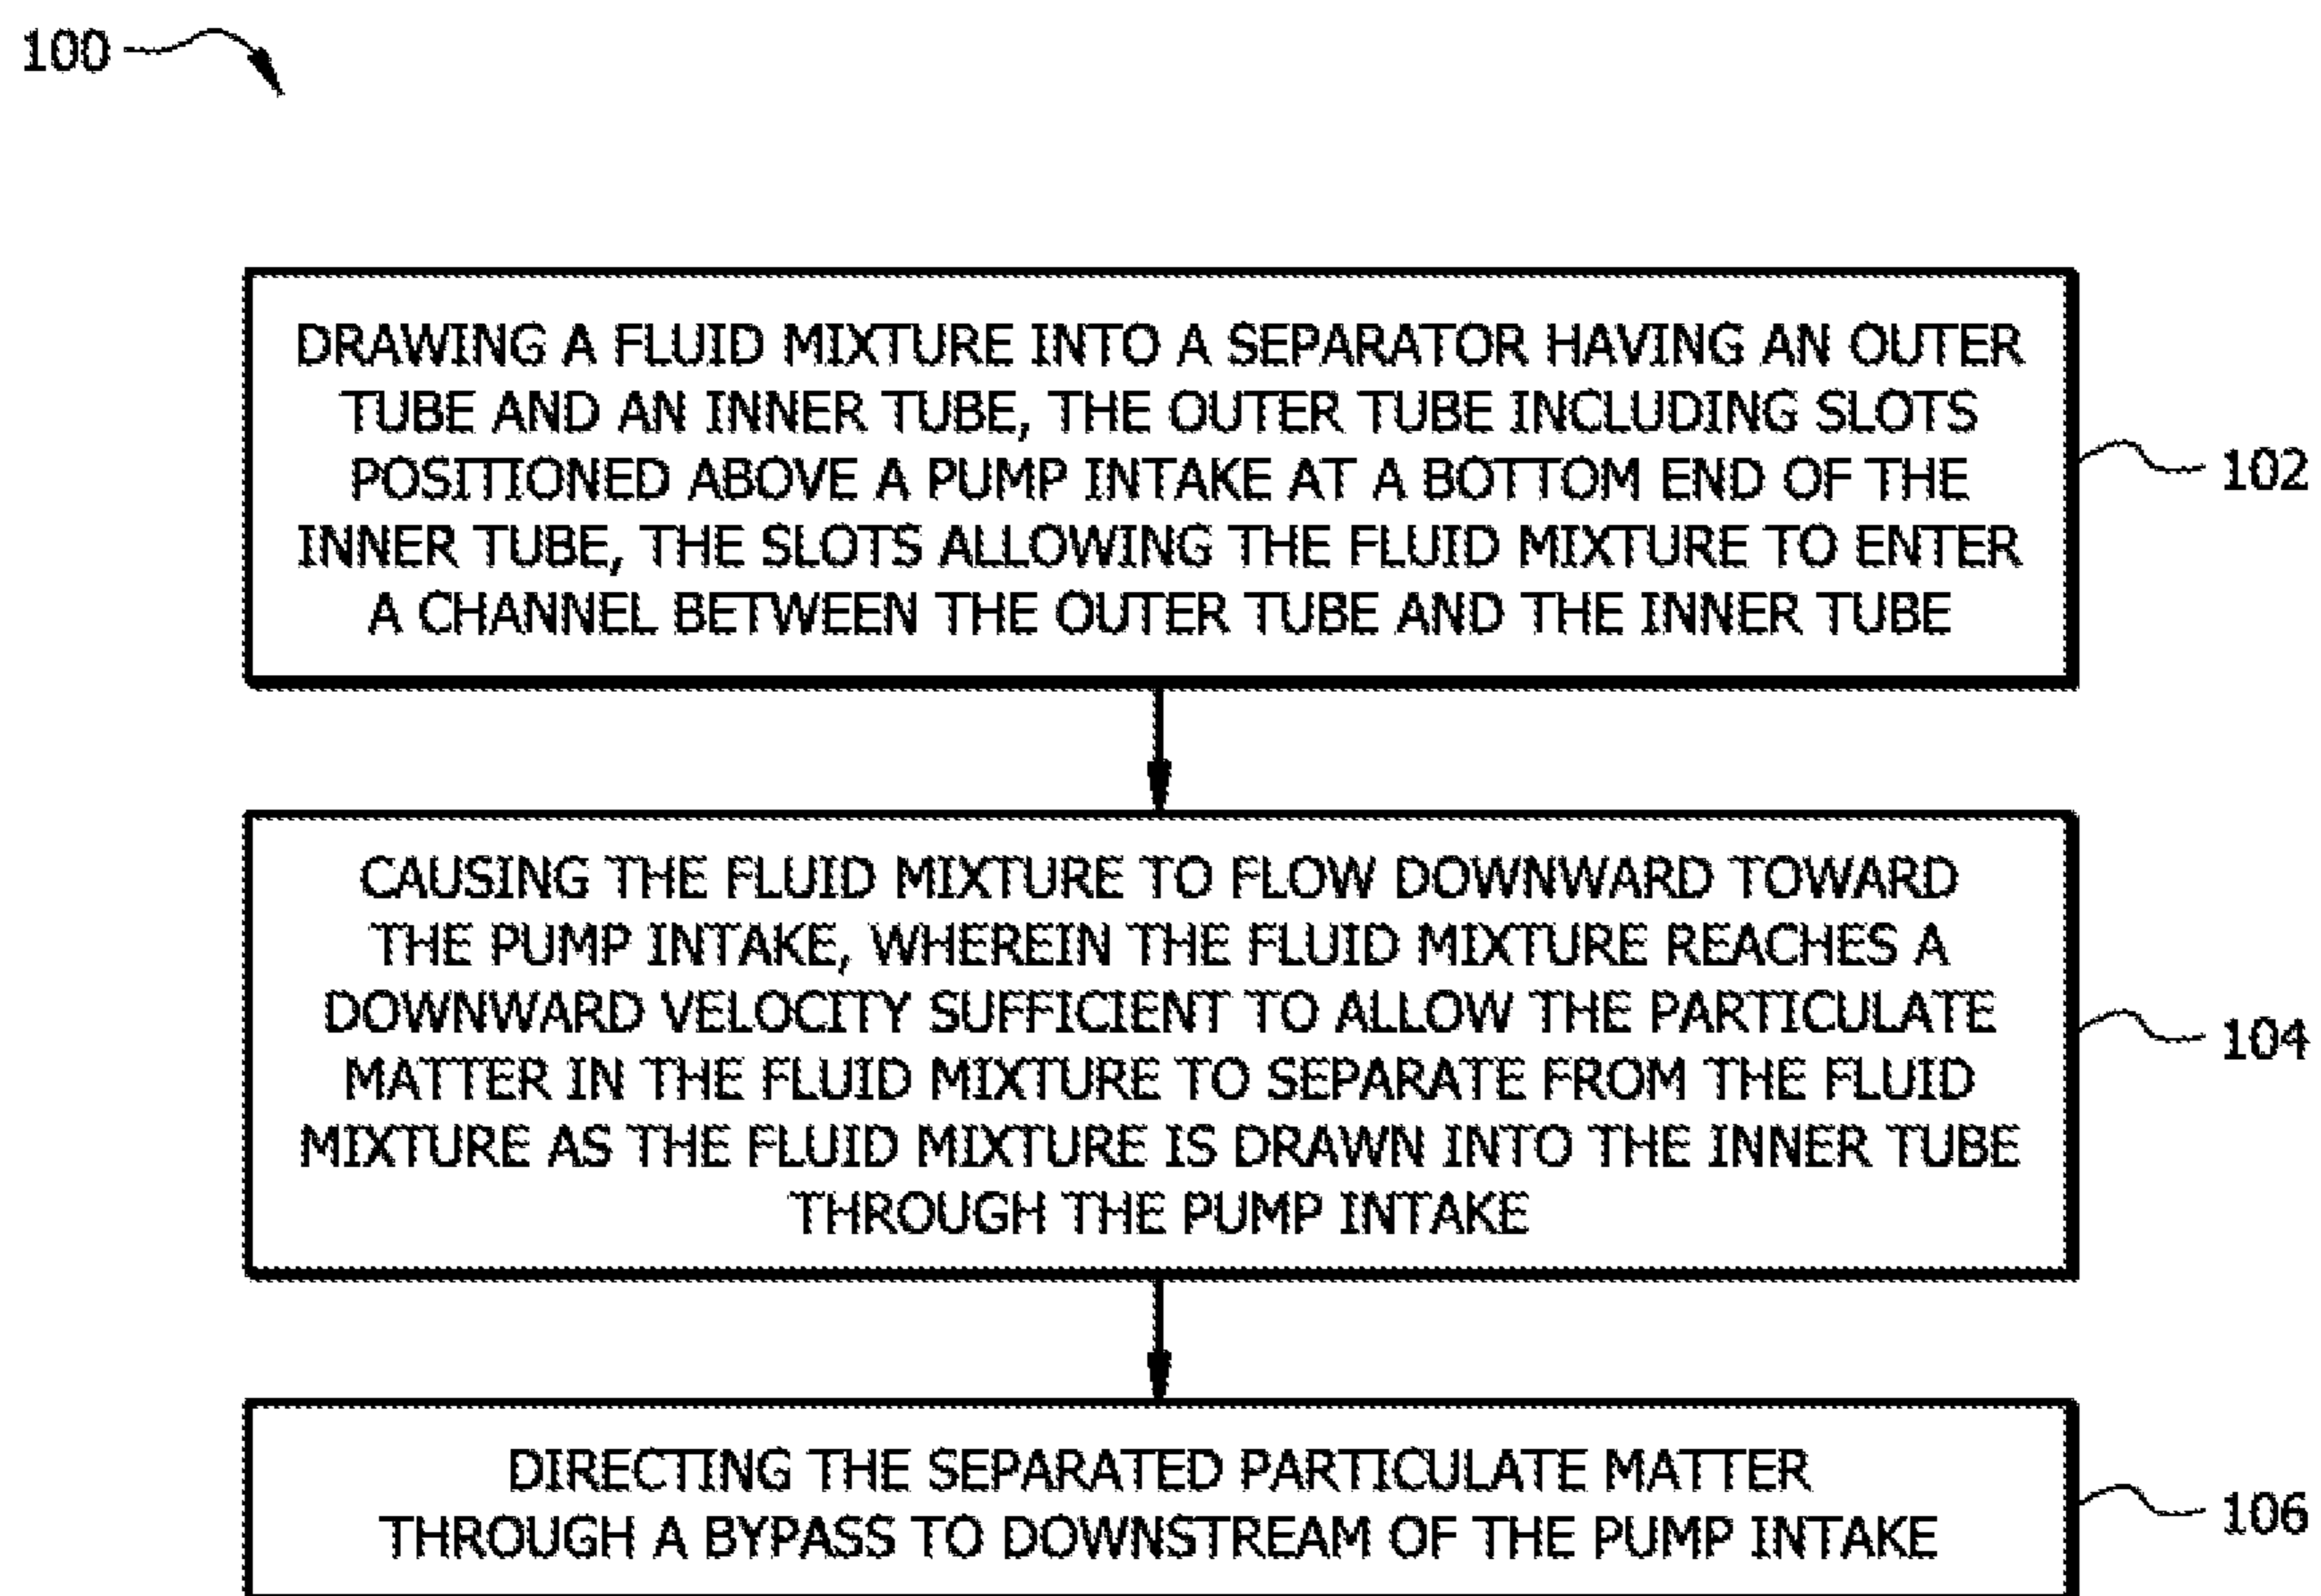 100
DRAWING A FLUID MIXTURE INTO A SEPARATOR HAVING AN OUTER
TUBE AND AN INNER TUBE, THE OUTER TUBE INCLUDING SLOTS
POSITIONED ABOVE A PUMP INTAKE AT A BOTTOM END OF THE
INNER TUBE, THE SLOTS ALLOWING THE FLUID MIXTURE TO ENTER
A CHANNEL BETWEEN THE OUTER TUBE AND THE INNER TUBE
102
CAUSING THE FLUID MIXTURE TO FLOW DOWNWARD TOWARD
THE PUMP INTAKE, WHEREIN THE FLUID MIXTURE REACHES A
DOWNWARD VELOCITY SUFFICIENT TO ALLOW THE PARTICULATE
MATTER IN THE FLUID MIXTURE TO SEPARATE FROM THE FLUID
MIXTURE AS THE FLUID MIXTURE IS DRAWN INTO THE INNER TUBE
THROUGH THE PUMP INTAKE
104
DIRECTING THE SEPARATED PARTICULATE MATTER
THROUGH A BYPASS TO DOWNSTREAM OF THE PUMP INTAKE
106